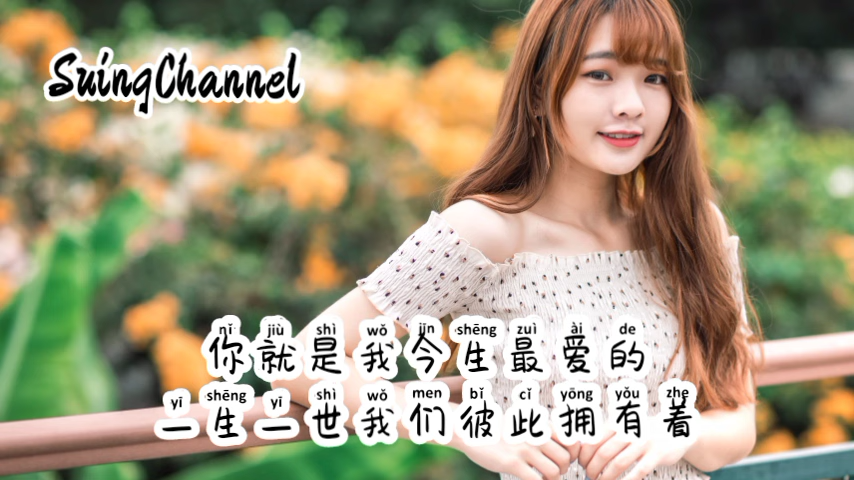 SuingChannel
nǐ jiù shì wǒ jīn shēng zuì ài de
你就是我今生最爱的
yī shēng yī shì wǒ men bǐ cǐ yōng yǒu zhe
一生一世我们彼此拥有着